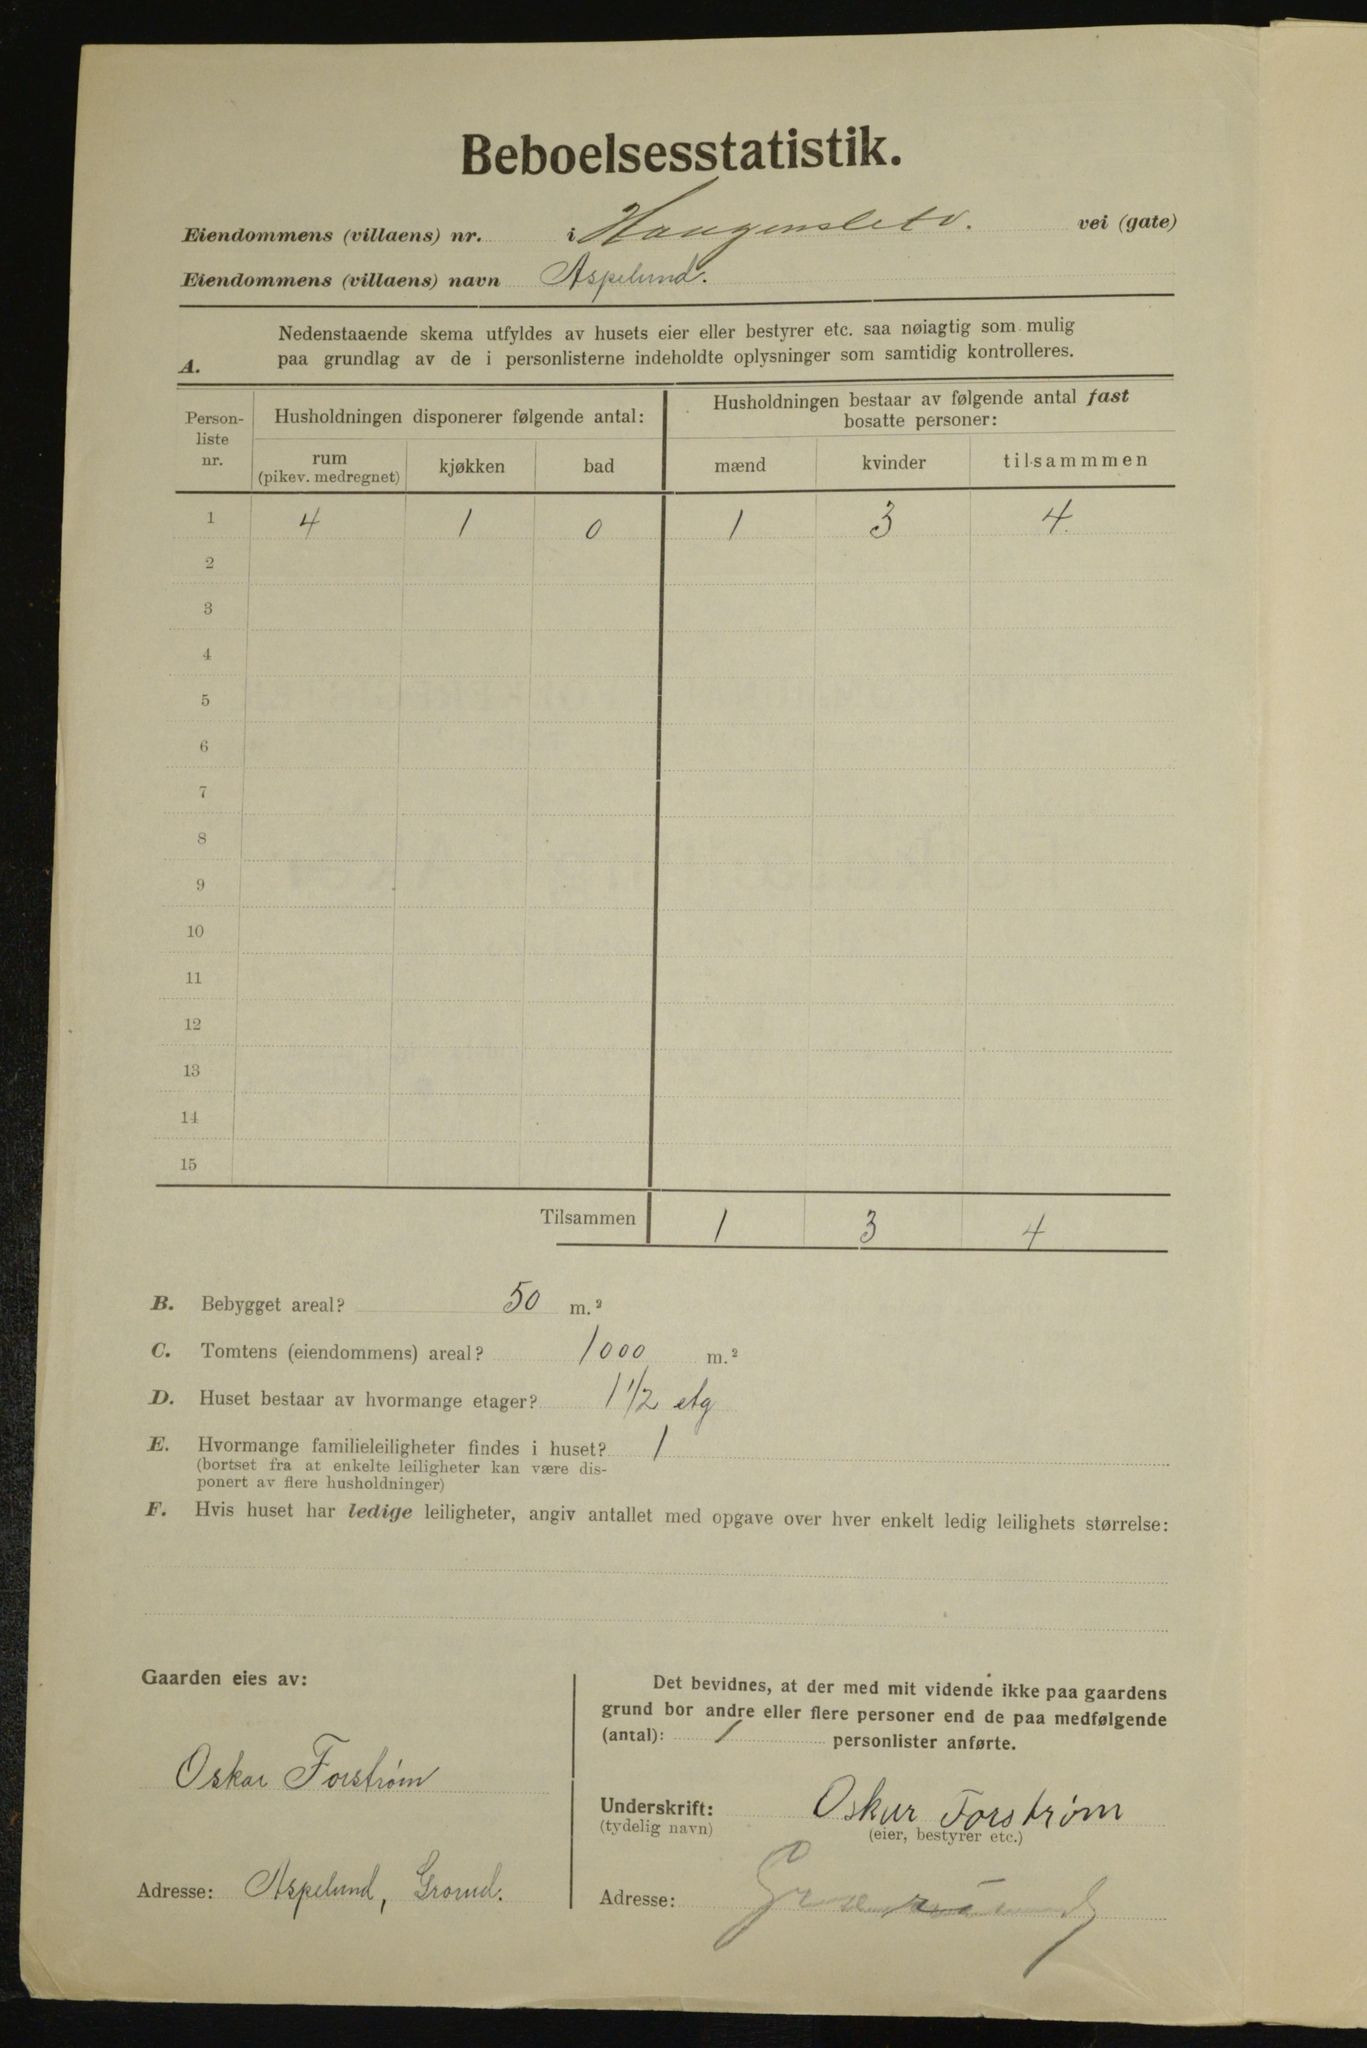 Beboelsesstatistik.
Eiendommens (villaens) nr. i Haugensletv. vei (gate)
Eiendommens (villaens) navn Aspelund.
A. Nedenstaaende skema utfyldes av husets eier eller bestyrer etc. saa nøiagtig som mulig
paa grundlag av de i personlisterne indeholdte oplysninger som samtidig kontrolleres.
Person-
liste
nr.
Husholdningen disponerer følgende antal:
Husholdningen bestaar av følgende antal fast
bosatte personer:
rum
(pikev. medregnet)
kjøkken bad mænd kvinder tilsammmen
1 4 1 0 1 3 4
2
3
4
5
6
7
8
9
10
11
12
13
14
15
Tilsammen 1 3 4
B. Bebygget areal? 50 m.²
C. Tomtens (eiendommens) areal? 1000 m.²
D. Huset bestaar av hvormange etager? 1 1/2 etg
E. Hvormange familieleiligheter findes i huset? 1
(bortset fra at enkelte leiligheter kan være dis-
ponert av flere husholdninger)
F. Hvis huset har ledige leiligheter, angiv antallet med opgave over hver enkelt ledig leilighets størrelse:
Gaarden eies av:
Oskar Forstrøm
Adresse: Aspelund, Grorud.
Det bevidnes, at der med mit vidende ikke paa gaardens
grund bor andre eller flere personer end de paa medfølgende
(antal): 1 personlister anførte.
Underskrift: Oskar Forstrøm
(tydelig navn) (eier, bestyrer etc.)
Adresse: